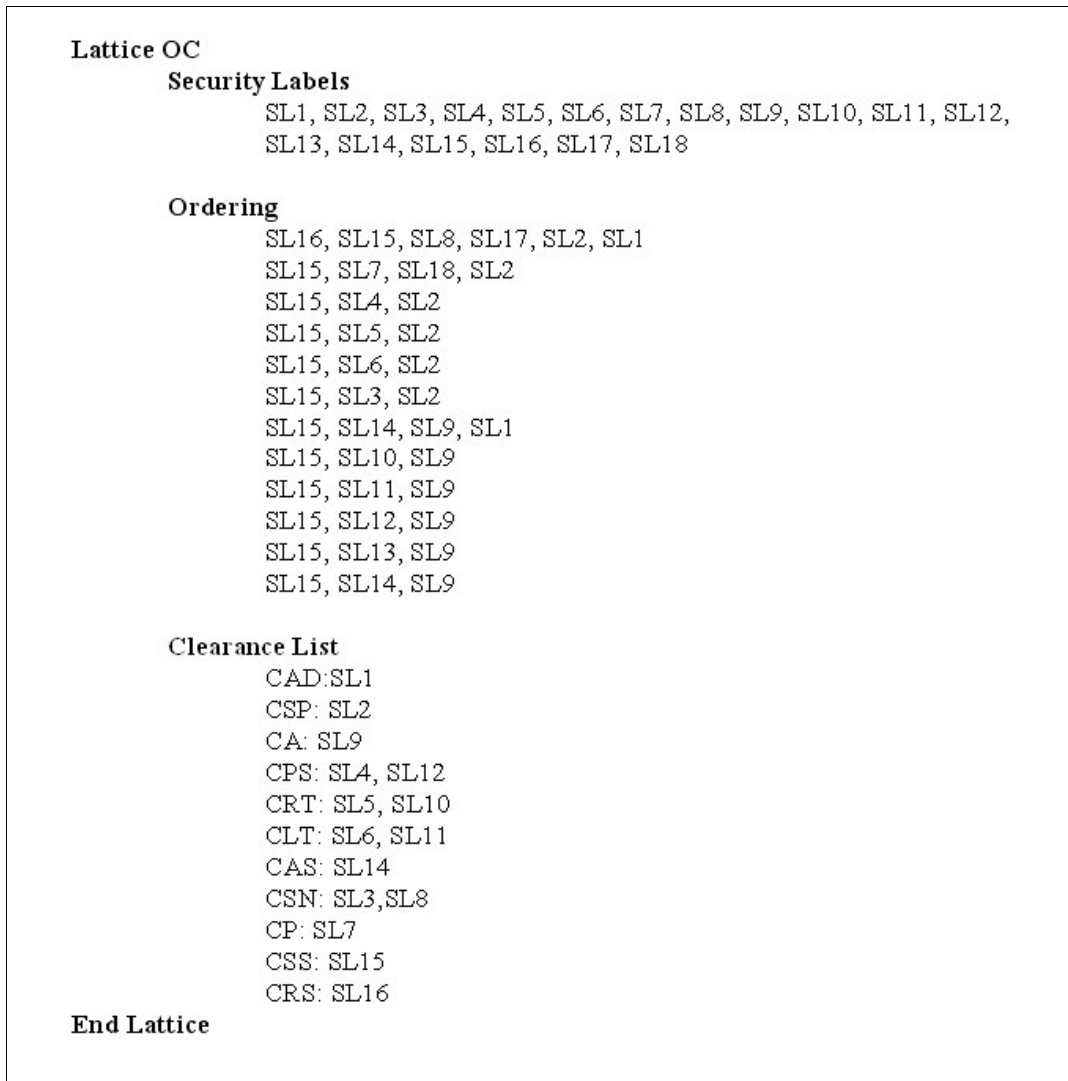 Lattice OC
Security Labels
SL1, SL2, SL3, SL4, SL5, SL6, SL7, SL8, SL9, SL10, SL11, SL12,
SL13, SL14, SL15, SL16, SL17, SL18
Ordering
SL16, SL15, SL8, SL17, SL2, SL1
SL15, SL7, SL18, SL2
SL15, SL4, SL2
SL15, SL5, SL2
SL15, SL6, SL2
SL15, SL3, SL2
SL15, SL14, SL9, SL1
SL15, SL10, SL9
SL15, SL11, SL9
SL15, SL12, SL9
SL15, SL13, SL9
SL15, SL14, SL9
Clearance List
CAD:SL1
CSP: SL2
CA: SL9
CPS: SL4, SL12
CRT: SL5, SL10
CLT: SL6, SL11
CAS: SL14
CSN: SL3,SL8
CP: SL7
CSS: SL15
CRS: SL16
End Lattice